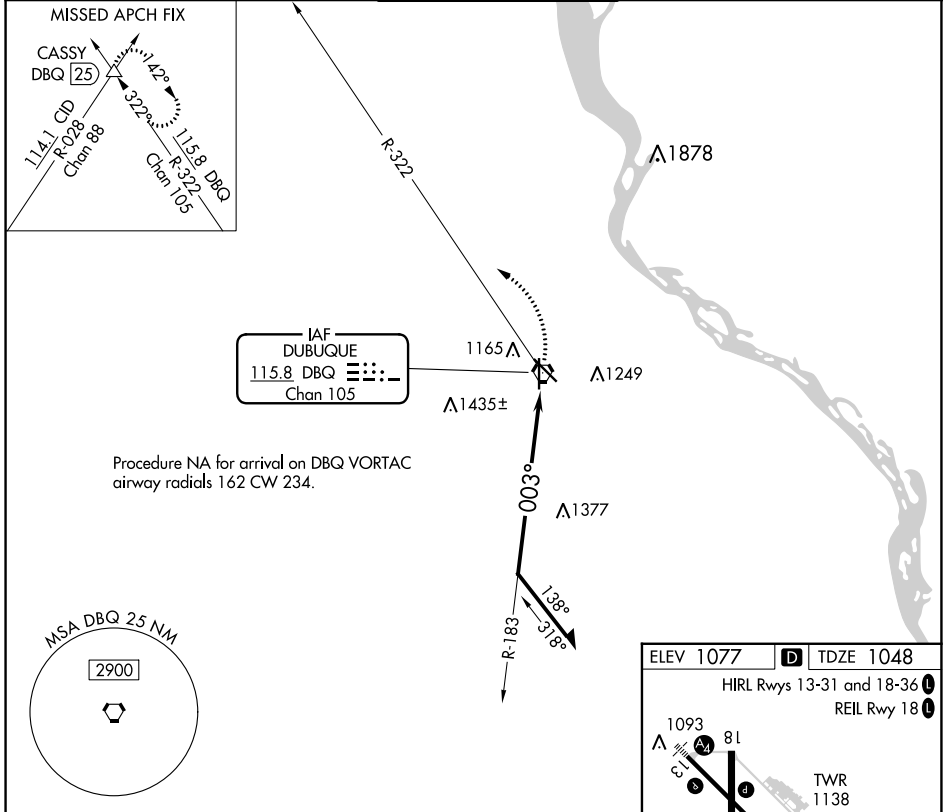 MISSED APCH FIX
CASSY
DBQ 25
142°
322°
114.1 CID
R-028
Chan 88
115.8 DBQ
R-322
Chan 105
R-322
1878
IAF
DUBUQUE
115.8 DBQ
Chan 105
1165
1249
1435±
Procedure NA for arrival on DBQ VORTAC
airway radials 162 CW 234.
003°
1377
138°
318°
R-183
MSA DBQ 25 NM
2900
ELEV 1077 D TDZE 1048
HIRL Rwys 13-31 and 18-36 L
REIL Rwy 18 L
1093
A4
18
13
P
P
TWR
1138